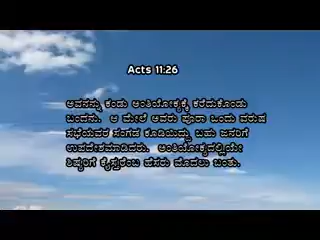 Acts 11:26
ಅವನನ್ನು ಕಂಡು ಅಂತಿಯೋಕ್ಯಕ್ಕೆ ಕರೆದುಕೊಂಡು
ಬಂದನು. ಆ ಮೇಲೆ ಅವರು ಪೂರಾ ಒಂದು ವರುಷ
ಸಭೆಯವರ ಸಂಗಡ ಕೂಡಿಯಿದ್ದು ಬಹು ಜನರಿಗೆ
ಉಪದೇಶಮಾಡಿದರು. ಅಂತಿಯೋಕ್ಯದಲ್ಲಿಯೇ
ಶಿಷ್ಯರಿಗೆ ಕ್ರೈಸ್ತರೆಂಬ ಹೆಸರು ಮೊದಲು ಬಂತು.